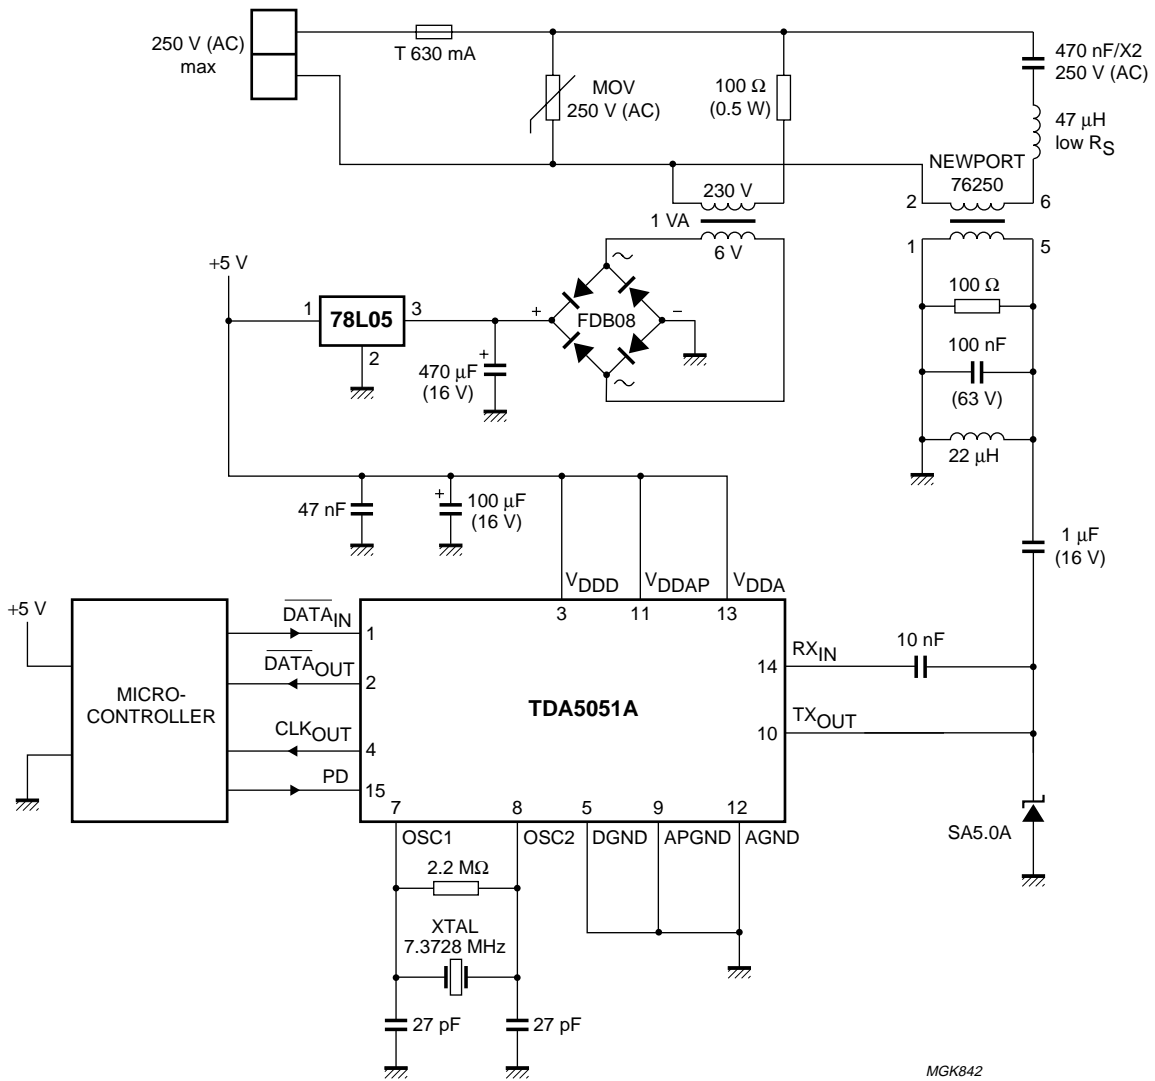 250 V (AC)
max
T 630 mA
MOV
250 V (AC)
100 Ω
(0.5 W)
470 nF/X2
250 V (AC)
47 μH
low RS
NEWPORT
76250
2
6
1
5
230 V
1 VA
6 V
+5 V
1
78L05
3
2
+
470 μF
(16 V)
+
∼
FDB08
−
∼
100 Ω
100 nF
(63 V)
22 μH
47 nF
+
100 μF
(16 V)
1 μF
(16 V)
VDDD
VDDAP
VDDA
3
11
13
+5 V
MICRO-
CONTROLLER
DATAIN
1
DATAOUT
2
CLKOUT
4
PD
15
TDA5051A
14
RXIN
10 nF
10
TXOUT
7
8
5
9
12
OSC1
OSC2
DGND
APGND
AGND
SA5.0A
2.2 MΩ
XTAL
7.3728 MHz
27 pF
27 pF
MGK842